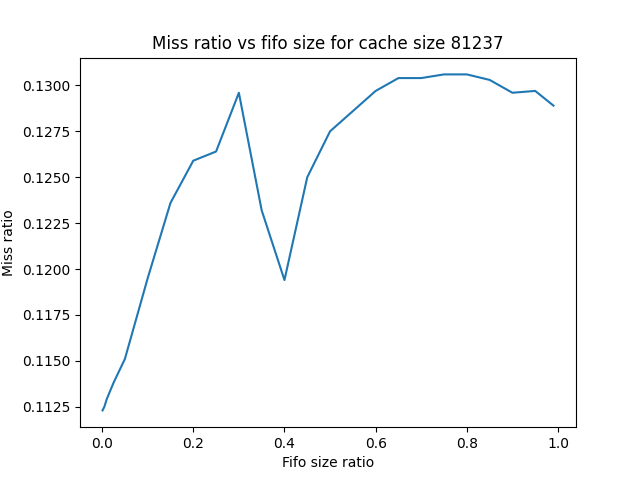 Miss ratio vs fifo size for cache size 81237
0.1300
0.1275
0.1250
0.1225
0.1200
0.1175
0.1150
0.1125
Miss ratio
0.0 0.2 0.4 0.6 0.8 1.0
Fifo size ratio